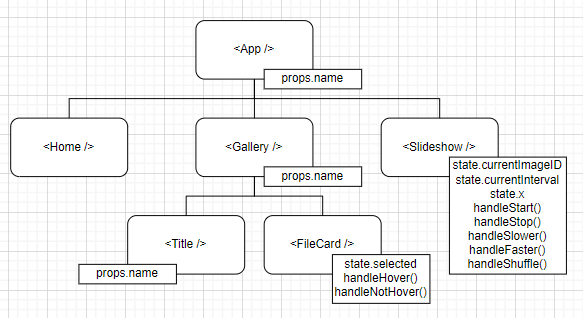 <App />
props.name
<Home />
<Gallery />
props.name
<Slideshow />
state.currentImageID
state.currentInterval
state.x
handleStart()
handleStop()
handleSlower()
handleFaster()
handleShuffle()
<Title />
props.name
<FileCard />
state.selected
handleHover()
handleNotHover()